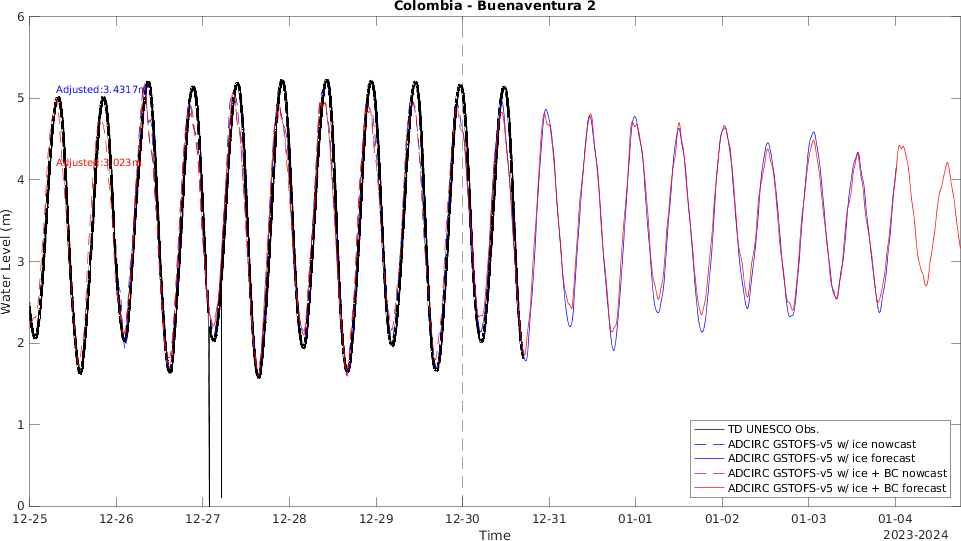 Colombia - Buenaventura 2
6
5
4
3
2
1
0
Water Level (m)
Adjusted:3.4317m
Adjusted:3.023m
TD UNESCO Obs.
ADCIRC GSTOFS-v5 w/ ice nowcast
ADCIRC GSTOFS-v5 w/ ice forecast
ADCIRC GSTOFS-v5 w/ ice + BC nowcast
ADCIRC GSTOFS-v5 w/ ice + BC forecast
12-25 12-26 12-27 12-28 12-29 12-30 12-31 01-01 01-02 01-03 01-04
Time
2023-2024